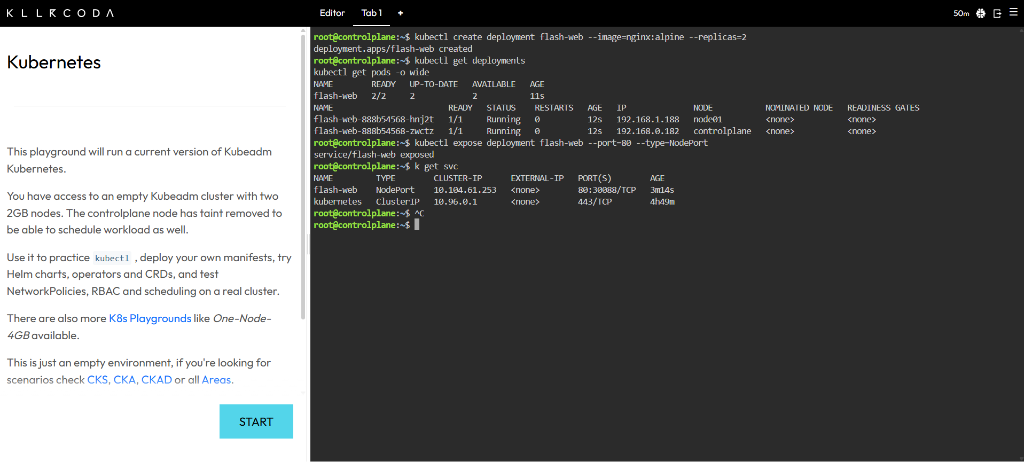 KLLRCODA
Editor Tab 1 +
50m
Kubernetes
This playground will run a current version of Kubeadm
Kubernetes.
You have access to an empty Kubeadm cluster with two
2GB nodes. The controlplane node has taint removed to
be able to schedule workload as well.
Use it to practice kubectl , deploy your own manifests, try
Helm charts, operators and CRDs, and test
NetworkPolicies, RBAC and scheduling on a real cluster.
There are also more K8s Playgrounds like One-Node-
4GB available.
This is just an empty environment, if you're looking for
scenarios check CKS, CKA, CKAD or all Areas.
START
root@controlplane:~$ kubectl create deployment flash-web --image=nginx:alpine --replicas=2
deployment.apps/flash-web created
root@controlplane:~$ kubectl get deployments
kubectl get pods -o wide
NAME READY UP-TO-DATE AVAILABLE AGE
flash-web 2/2 2 2 11s
NAME READY STATUS RESTARTS AGE IP NODE NOMINATED NODE READINESS GATES
flash-web-888b54568-hnj2t 1/1 Running 0 12s 192.168.1.188 node01 <none> <none>
flash-web-888b54568-zwctz 1/1 Running 0 12s 192.168.0.182 controlplane <none> <none>
root@controlplane:~$ kubectl expose deployment flash-web --port=80 --type=NodePort
service/flash-web exposed
root@controlplane:~$ k get svc
NAME TYPE CLUSTER-IP EXTERNAL-IP PORT(S) AGE
flash-web NodePort 10.104.61.253 <none> 80:30088/TCP 3m14s
kubernetes ClusterIP 10.96.0.1 <none> 443/TCP 4h49m
root@controlplane:~$ ^C
root@controlplane:~$